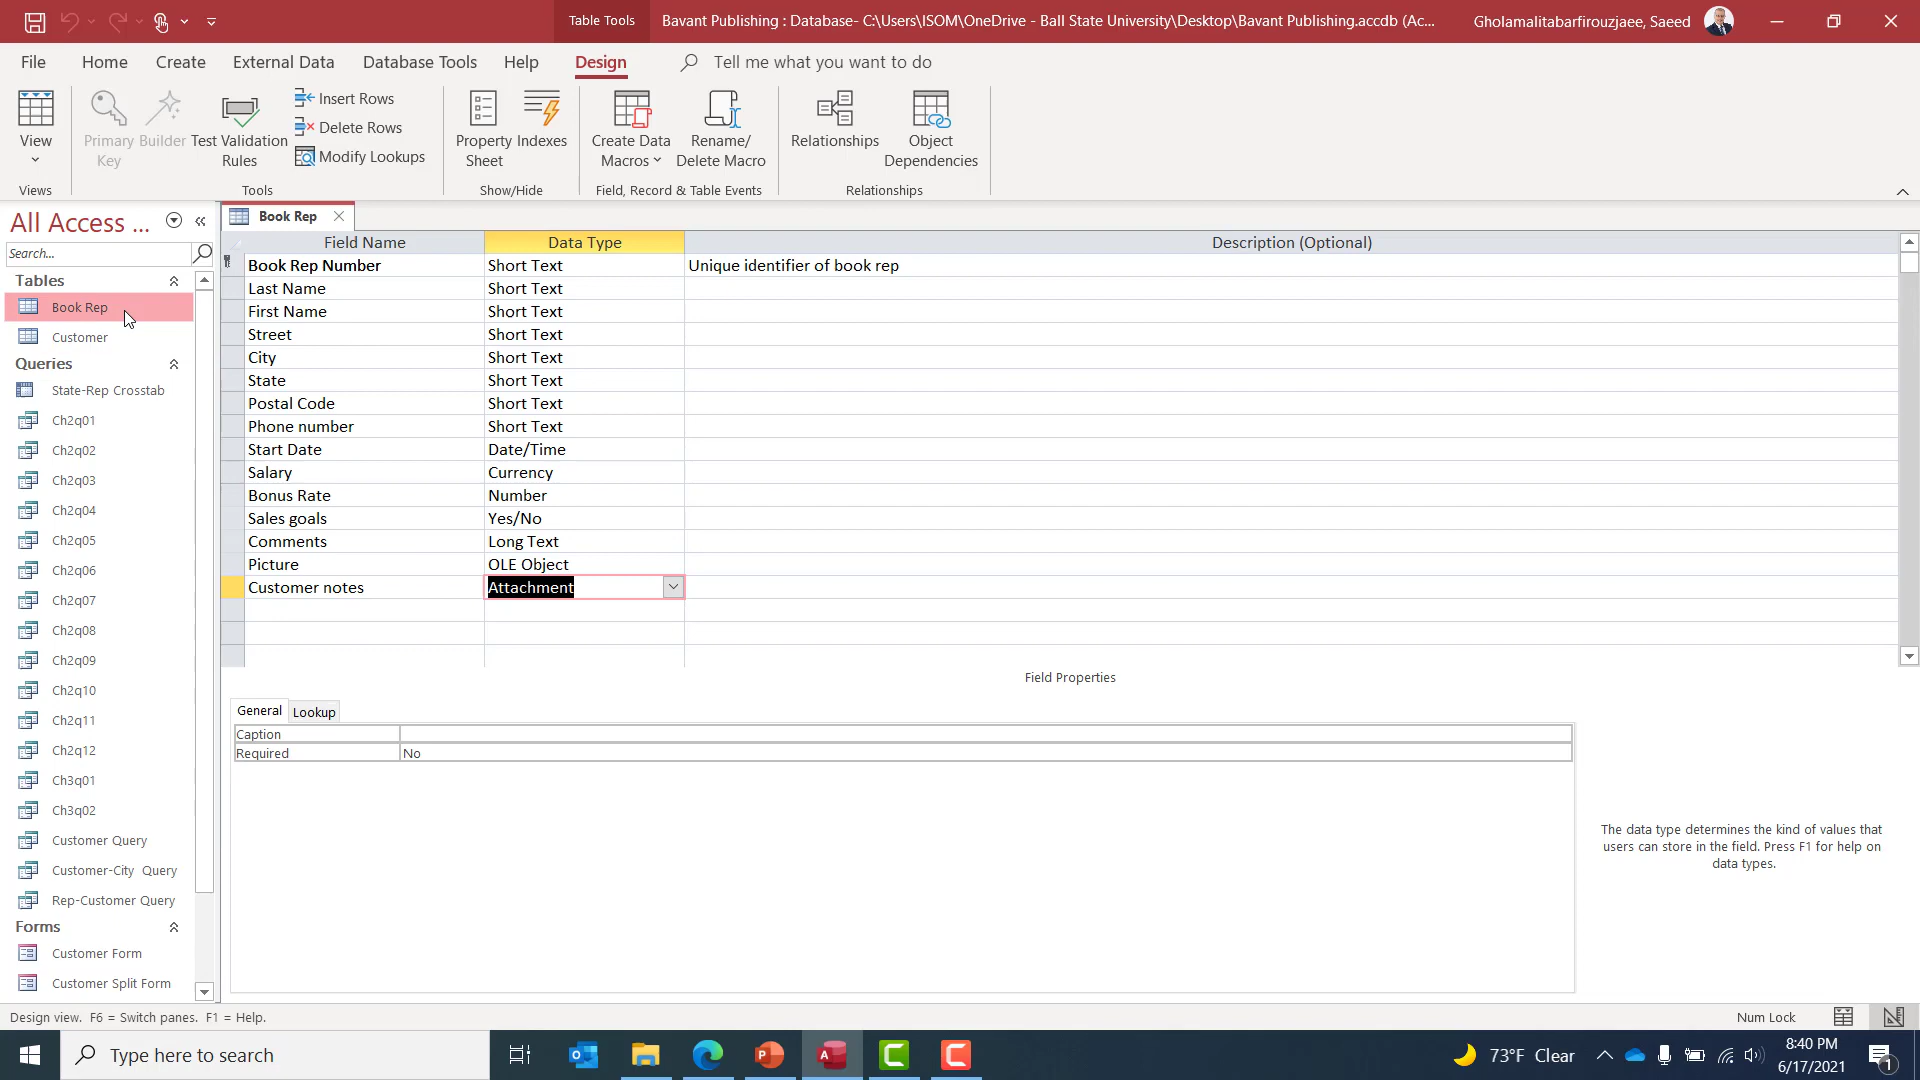 Table Tools
Bavant Publishing : Database- C:\Users\ISOM\OneDrive - Ball State University\Desktop\Bavant Publishing.accdb (Ac...
Gholamalitabarfirouzjaee, Saeed
File
Home
Create
External Data
Database Tools
Help
Design
Tell me what you want to do
View
Primary
Key
Builder
Test Validation
Rules
Insert Rows
Delete Rows
Modify Lookups
Property
Sheet
Indexes
Create Data
Macros
Rename/
Delete Macro
Relationships
Object
Dependencies
Views
Tools
Show/Hide
Field, Record & Table Events
Relationships
All Access ...
Search...
Tables
Book Rep
Customer
Queries
State-Rep Crosstab
Ch2q01
Ch2q02
Ch2q03
Ch2q04
Ch2q05
Ch2q06
Ch2q07
Ch2q08
Ch2q09
Ch2q10
Ch2q11
Ch2q12
Ch3q01
Ch3q02
Customer Query
Customer-City Query
Rep-Customer Query
Forms
Customer Form
Customer Split Form
Book Rep
Field Name Data Type Description (Optional)
Book Rep Number Short Text Unique identifier of book rep
Last Name Short Text
First Name Short Text
Street Short Text
City Short Text
State Short Text
Postal Code Short Text
Phone number Short Text
Start Date Date/Time
Salary Currency
Bonus Rate Number
Sales goals Yes/No
Comments Long Text
Picture OLE Object
Customer notes Attachment
Field Properties
General
Lookup
Caption
Required No
The data type determines the kind of values that
users can store in the field. Press F1 for help on
data types.
Design view. F6 = Switch panes. F1 = Help.
Num Lock
Type here to search
73°F Clear
8:40 PM
6/17/2021
1